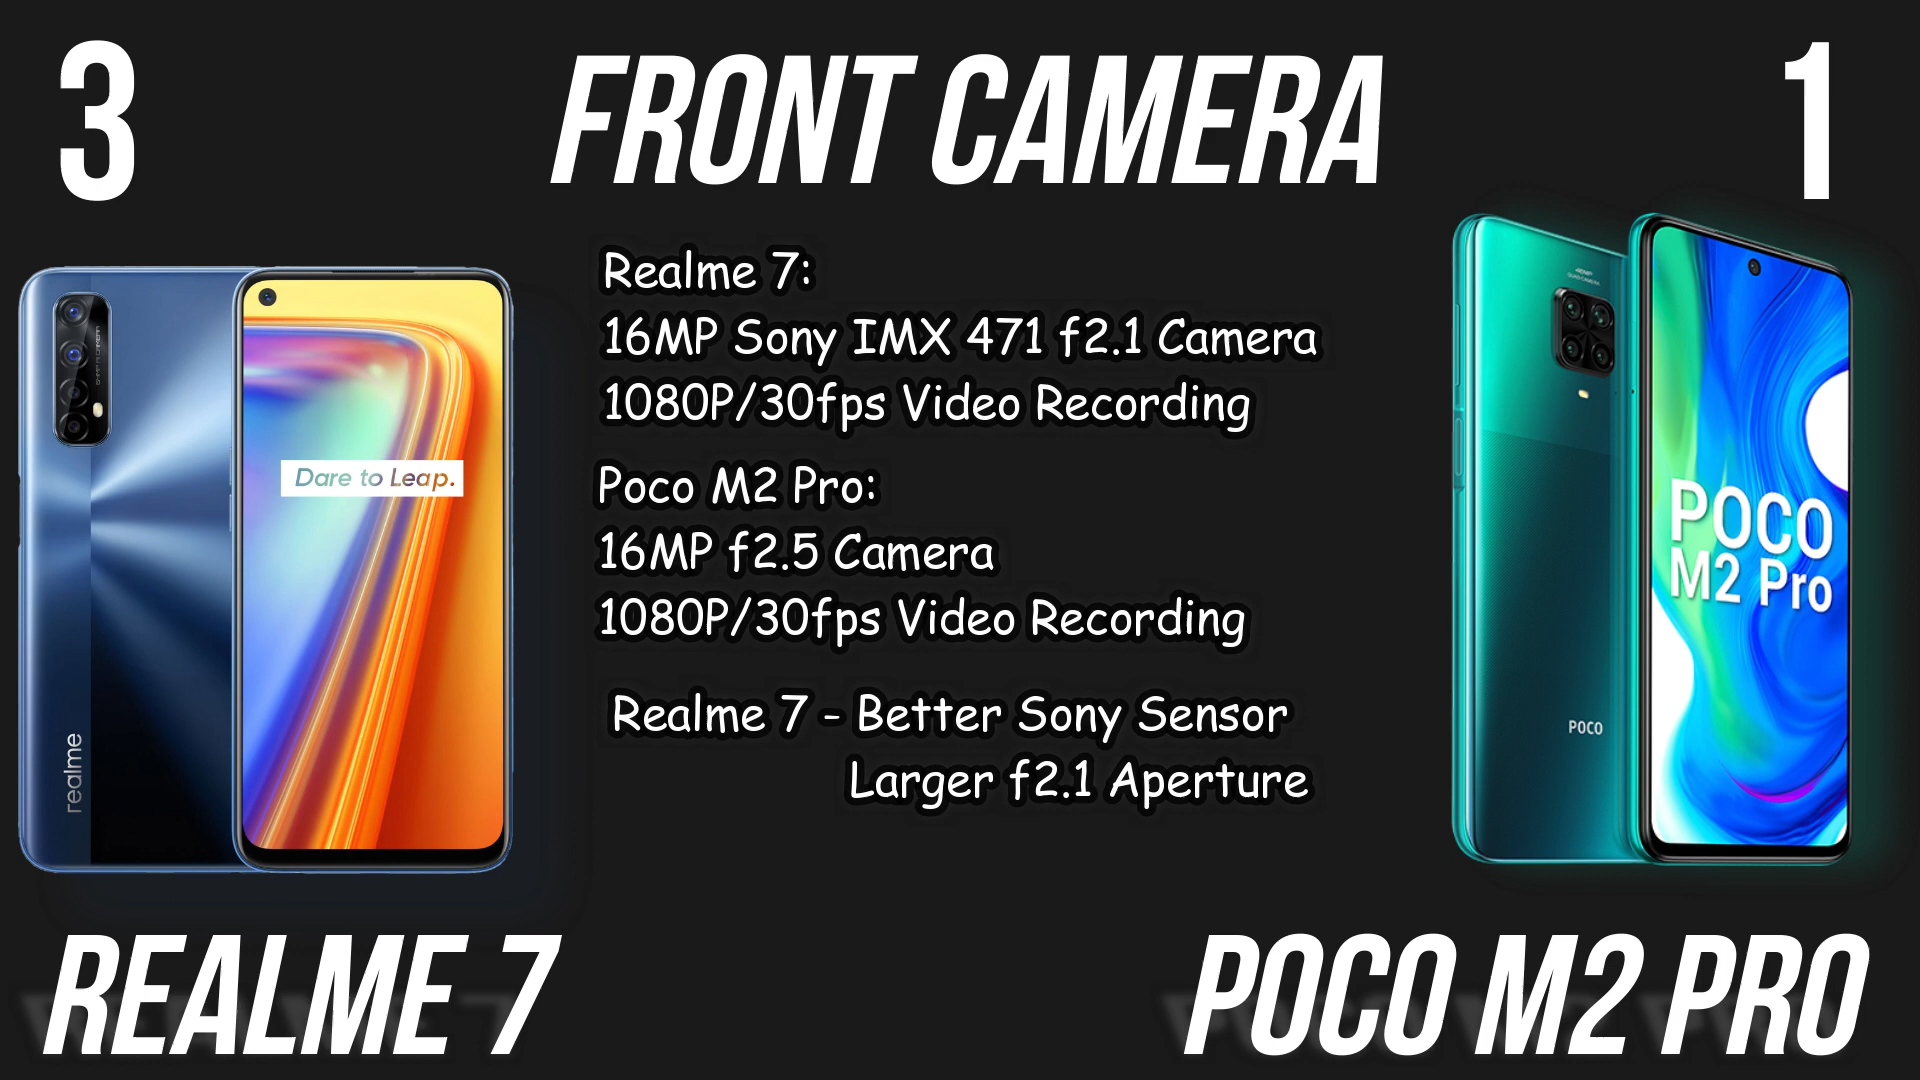 3
FRONT CAMERA
1
Realme 7:
16MP Sony IMX 471 f2.1 Camera
1080P/30fps Video Recording
Poco M2 Pro:
16MP f2.5 Camera
1080P/30fps Video Recording
Realme 7 - Better Sony Sensor
Larger f2.1 Aperture
Dare to Leap.
realme
POCO
POCO
M2 Pro
REALME 7
POCO M2 PRO